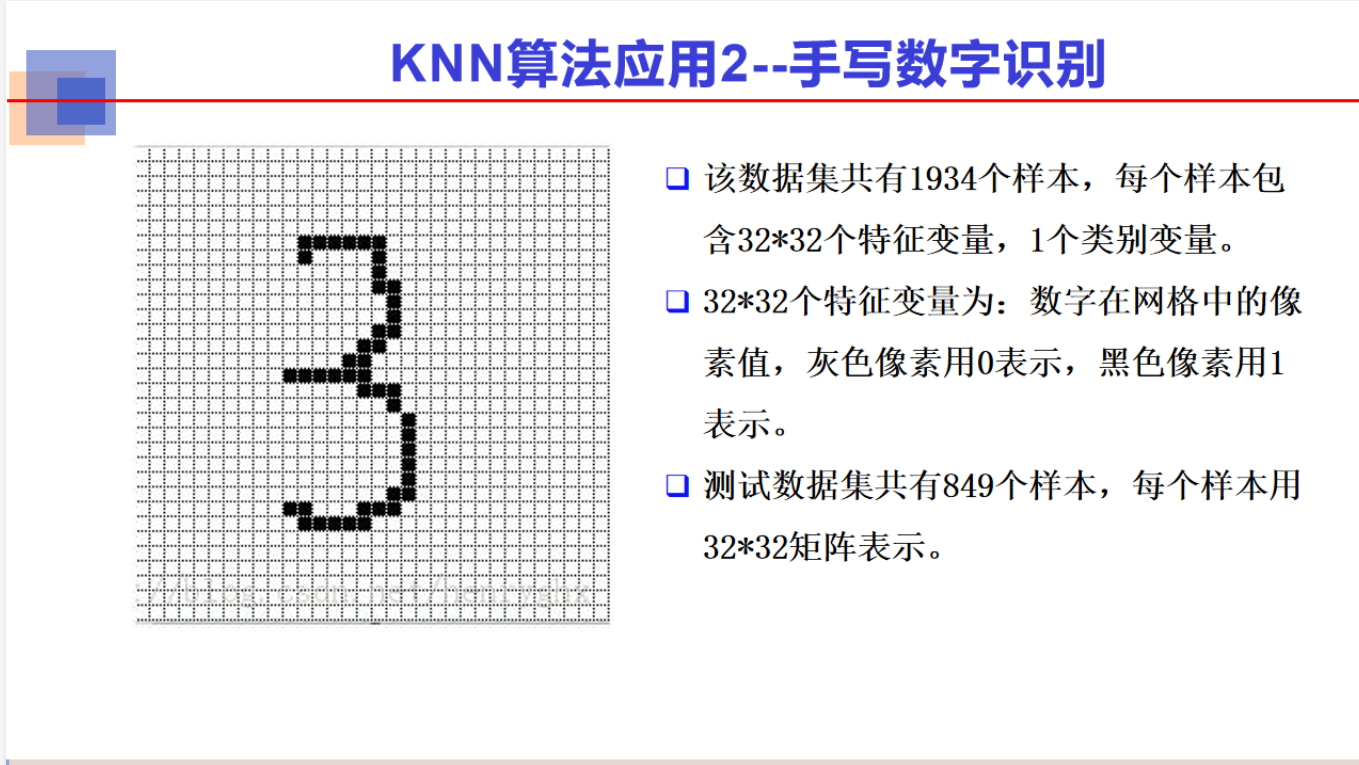 KNN算法应用2--手写数字识别
该数据集共有1934个样本，每个样本包
含32*32个特征变量，1个类别变量。
32*32个特征变量为：数字在网格中的像
素值，灰色像素用0表示，黑色像素用1
表示。
测试数据集共有849个样本，每个样本用
32*32矩阵表示。
://blog.csdn.net/henryghx